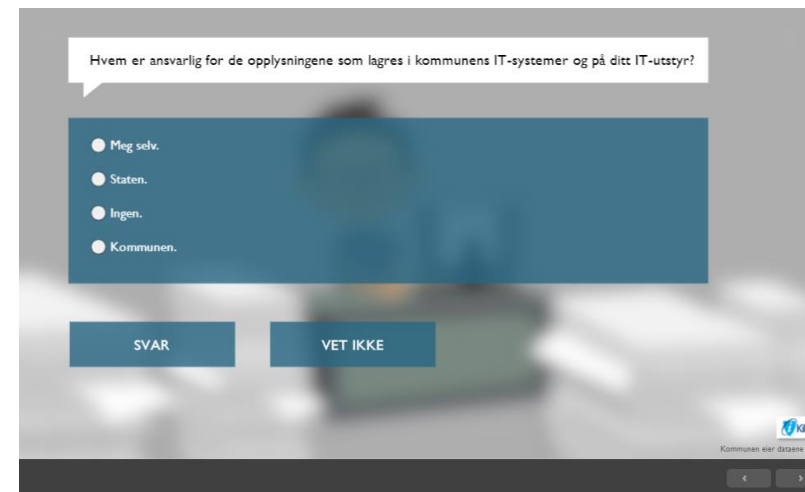 Hvem er ansvarlig for de opplysningene som lagres i kommunens IT-systemer og på ditt IT-utstyr?
Meg selv.
Staten.
Ingen.
Kommunen.
SVAR
VET IKKE
Kommunen eier dataene